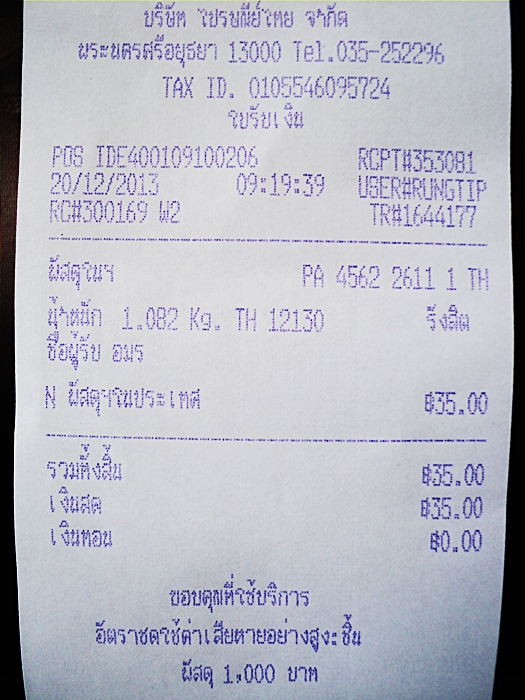 บริษัท ไปรษณีย์ไทย จำกัด
พระนครศรีอยุธยา 13000 Tel.035-252296
TAX ID. 0105546095724
ใบรับเงิน
POS IDE400109100206 RCPT#353081
20/12/2013 09:19:39 USER#RUNGTIP
RC#300169 W2 TR#1644177
พัสดุในฯ PA 4562 2611 1 TH
น้ำหนัก 1.082 Kg. TH 12130 รังสิต
ชื่อผู้รับ อมร
N พัสดุฯในประเทศ ฿35.00
รวมทั้งสิ้น ฿35.00
เงินสด ฿35.00
เงินทอน ฿0.00
ขอบคุณที่ใช้บริการ
อัตราชดใช้ค่าเสียหายอย่างสูง:ชิ้น
พัสดุ 1,000 บาท